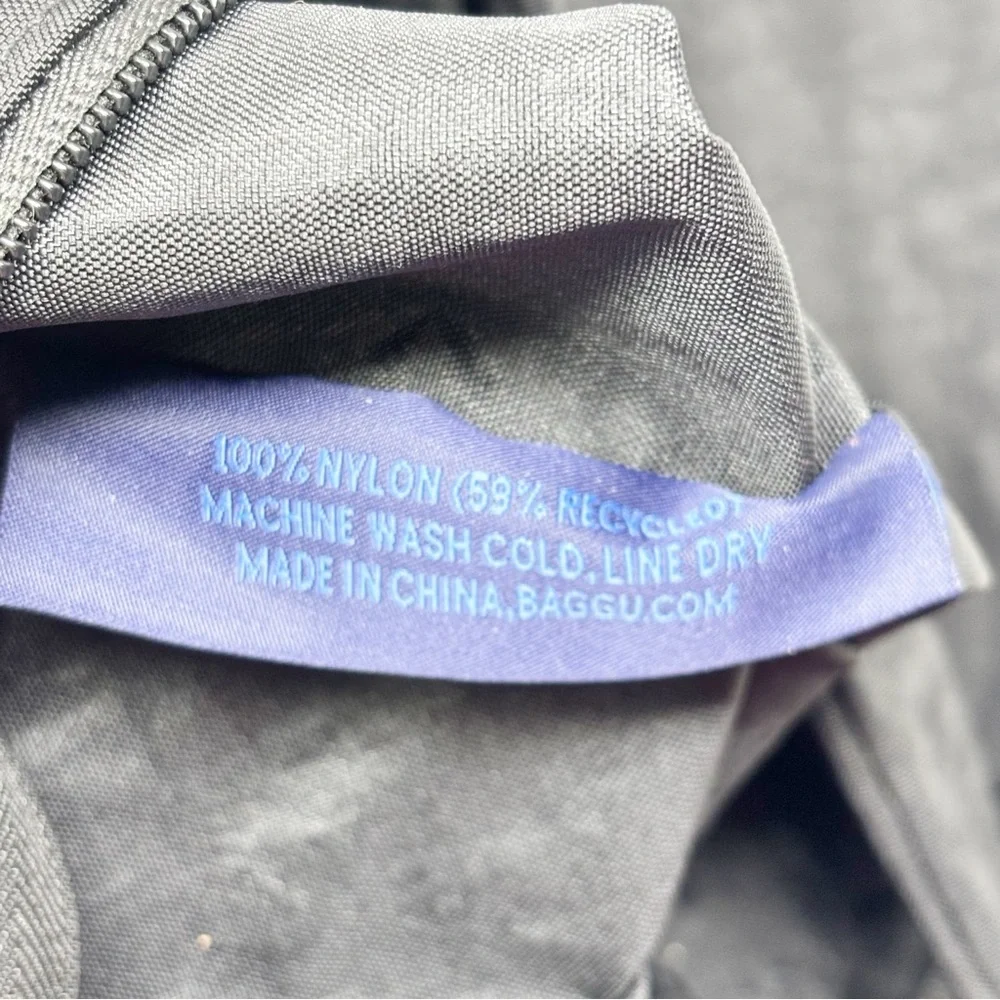 100% NYLON (59% RECYCLED)
MACHINE WASH COLD, LINE DRY
MADE IN CHINA, BAGGU.COM